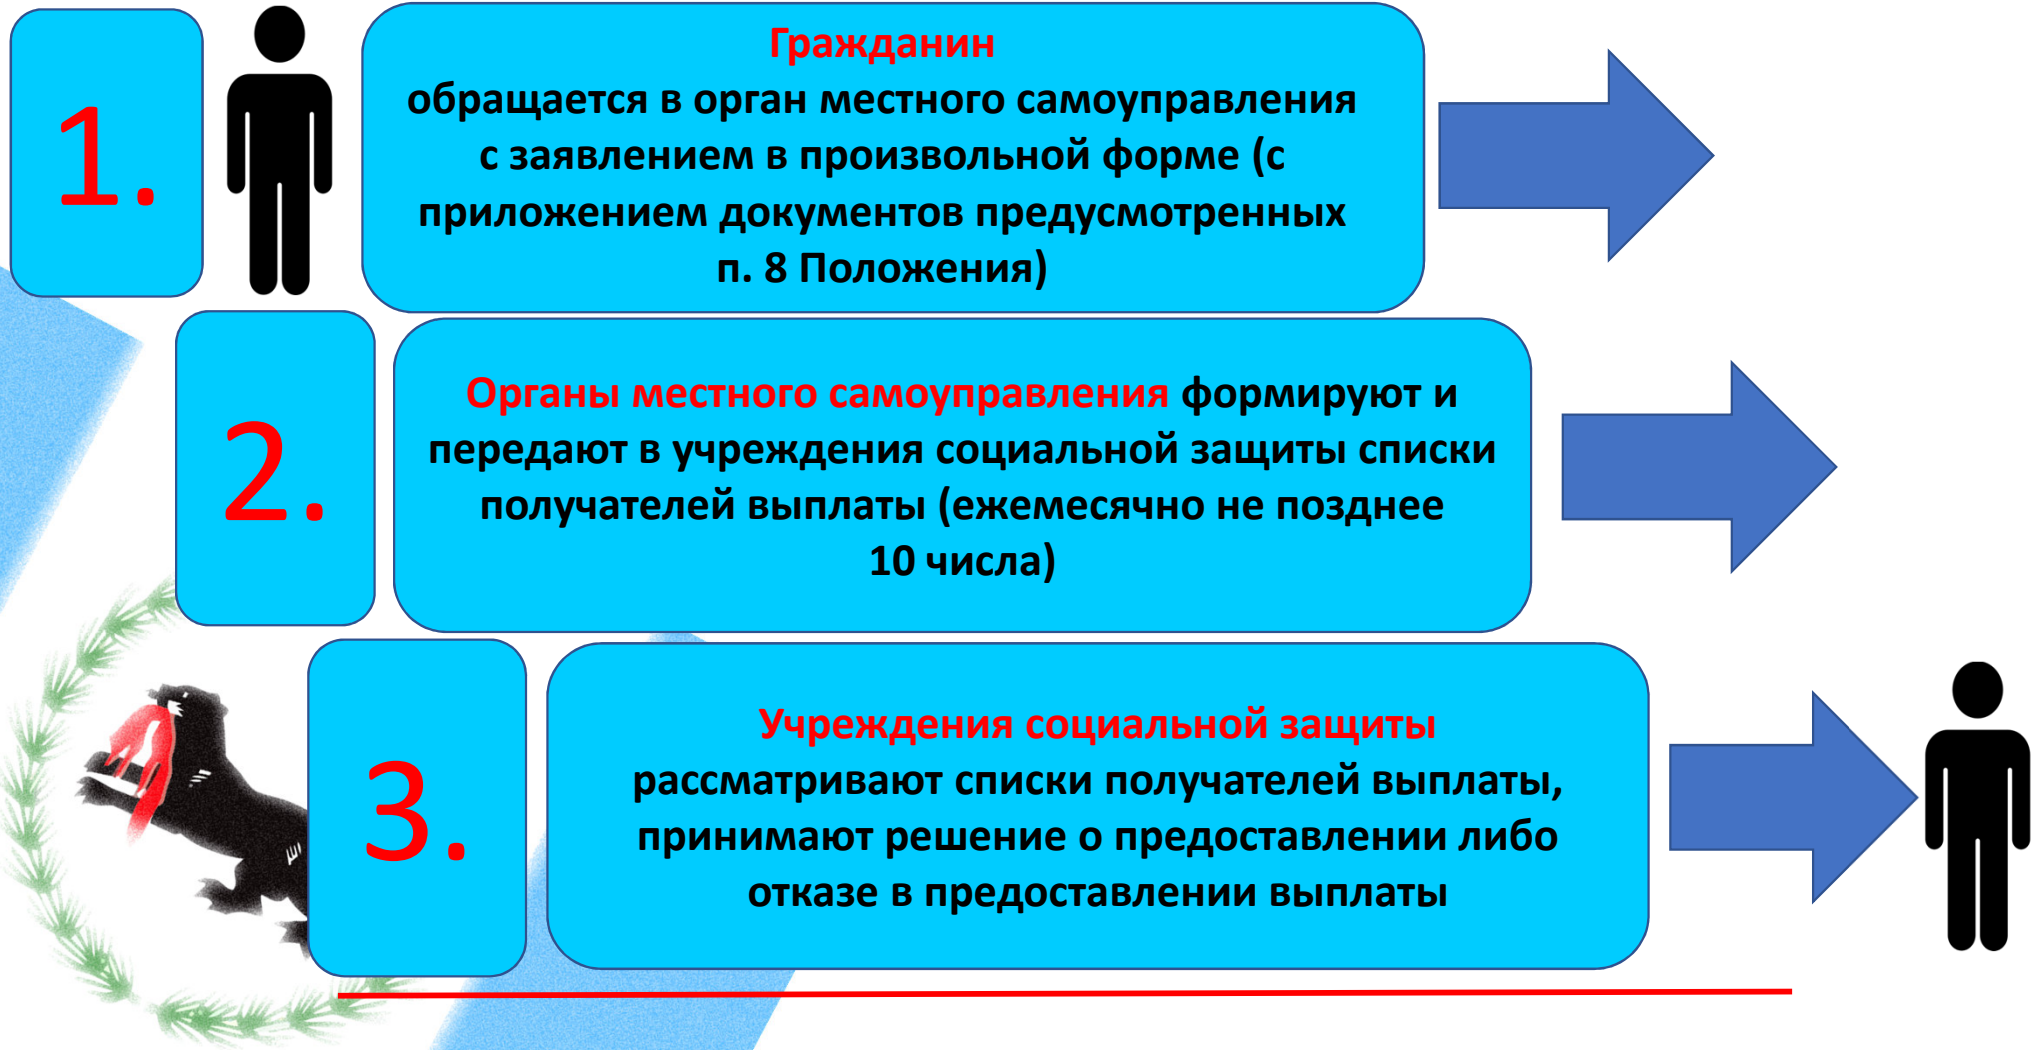 1.
Гражданин
обращается в орган местного самоуправления
с заявлением в произвольной форме (с
приложением документов предусмотренных
п. 8 Положения)
2.
Органы местного самоуправления формируют и
передают в учреждения социальной защиты списки
получателей выплаты (ежемесячно не позднее
10 числа)
3.
Учреждения социальной защиты
рассматривают списки получателей выплаты,
принимают решение о предоставлении либо
отказе в предоставлении выплаты